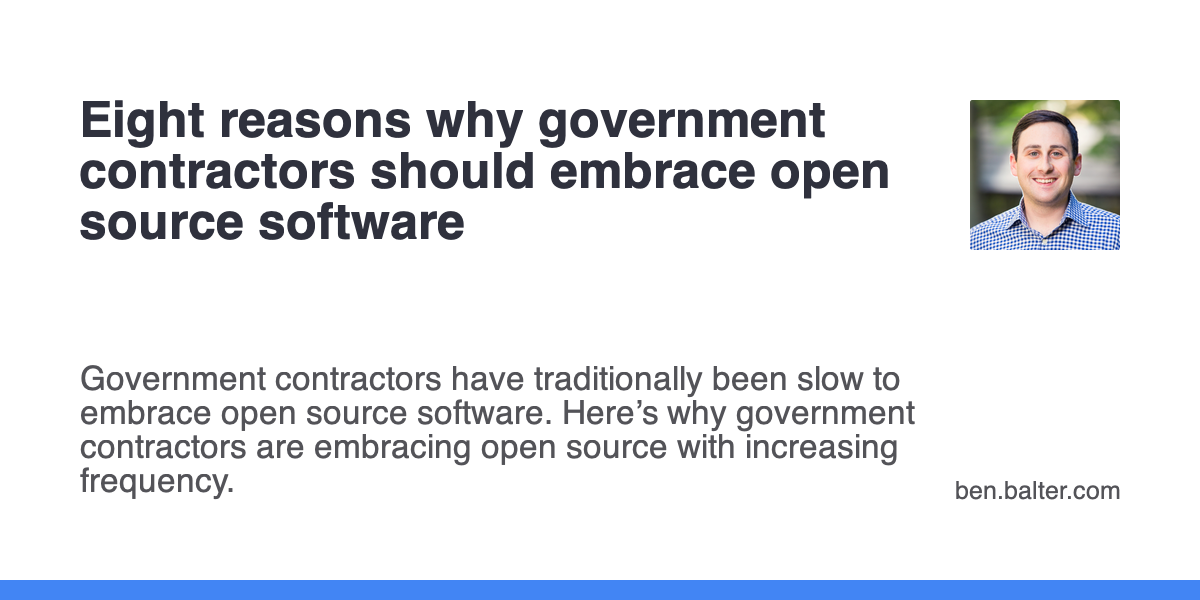 Eight reasons why government
contractors should embrace open
source software
Government contractors have traditionally been slow to
embrace open source software. Here’s why government
contractors are embracing open source with increasing
frequency.
ben.balter.com